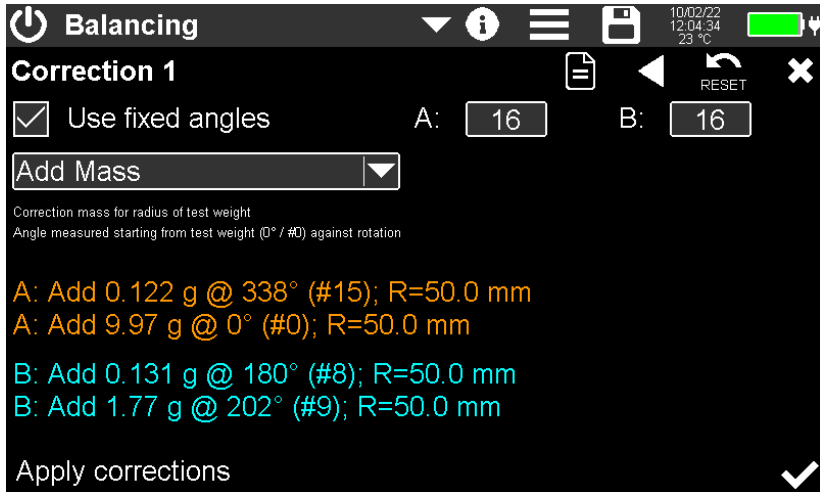 Balancing
10/02/22
12:04:34
23 °C
Correction 1
RESET
Use fixed angles A: 16 B: 16
Add Mass
Correction mass for radius of test weight
Angle measured starting from test weight (0° / #0) against rotation
A: Add 0.122 g @ 338° (#15); R=50.0 mm
A: Add 9.97 g @ 0° (#0); R=50.0 mm
B: Add 0.131 g @ 180° (#8); R=50.0 mm
B: Add 1.77 g @ 202° (#9); R=50.0 mm
Apply corrections